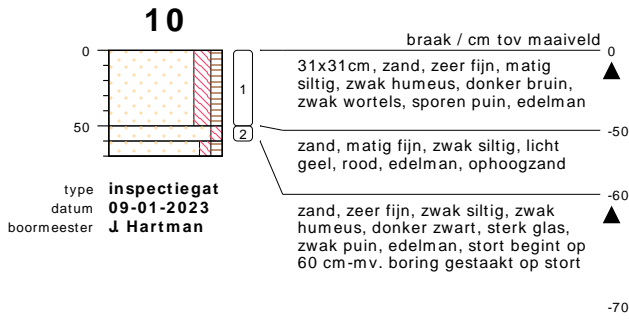 10
braak / cm tov maaiveld
0
0
31x31cm, zand, zeer fijn, matig
siltig, zwak humeus, donker bruin,
zwak wortels, sporen puin, edelman
1
50
2
-50
zand, matig fijn, zwak siltig, licht
geel, rood, edelman, ophoogzand
-60
type inspectiegat
datum 09-01-2023
boormeester J. Hartman
zand, zeer fijn, zwak siltig, zwak
humeus, donker zwart, sterk glas,
zwak puin, edelman, stort begint op
60 cm-mv. boring gestaakt op stort
-70